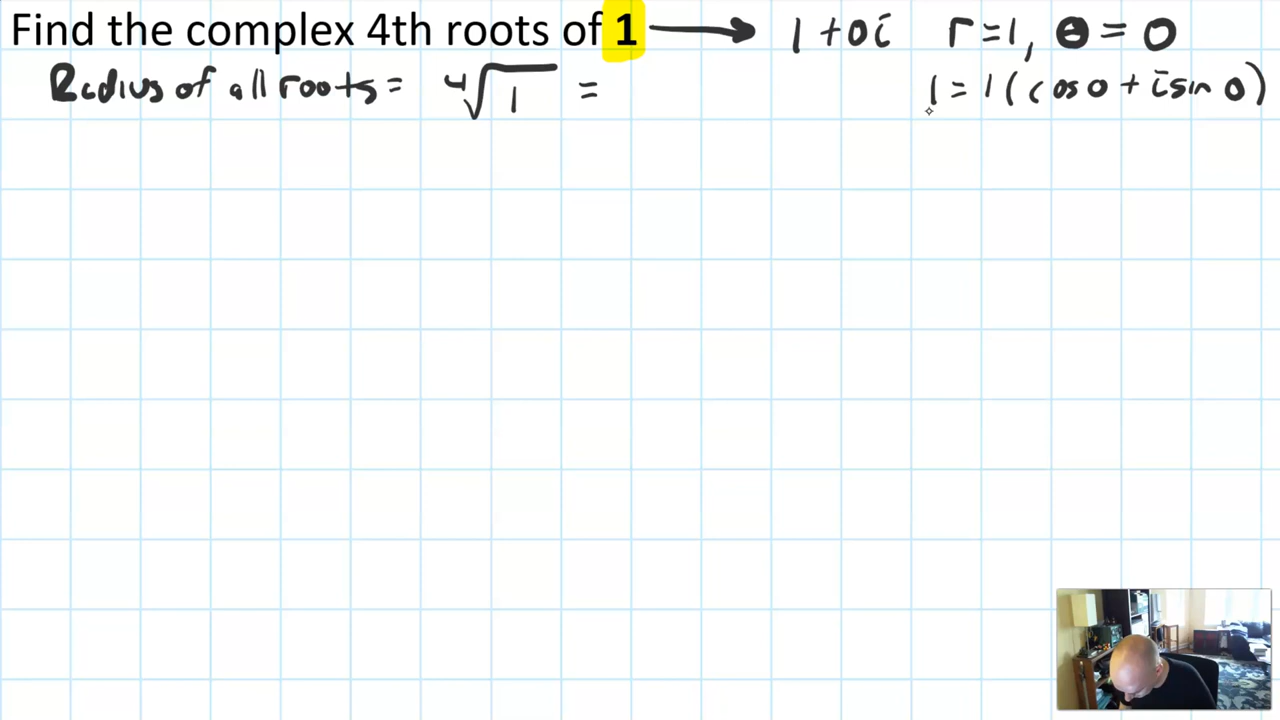 Find the complex 4th roots of 1 ⟶ 1 + 0i r = 1, θ = 0
Radius of all roots = ∜1 = 1 = 1(cos 0 + i sin 0)